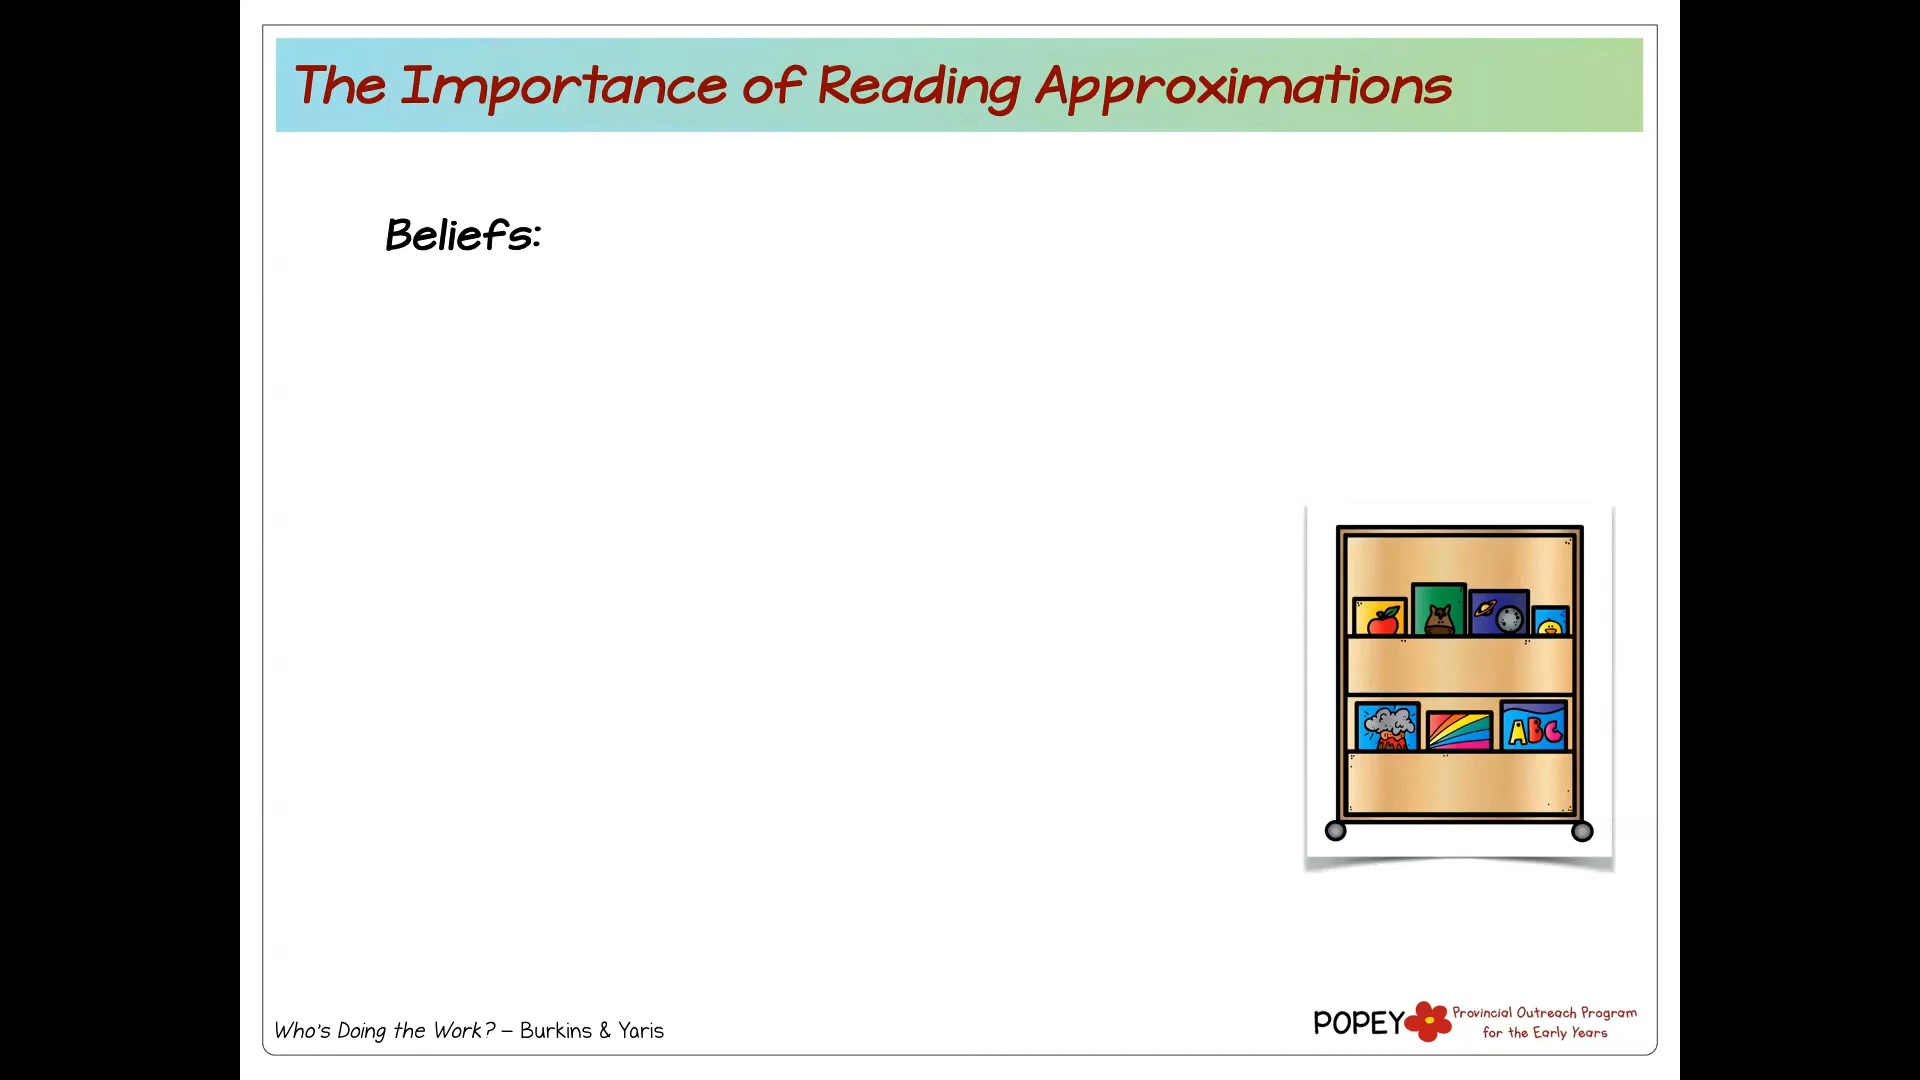 The Importance of Reading Approximations
Beliefs:
ABC
Who's Doing the Work? – Burkins & Yaris
POPEY
Provincial Outreach Program
for the Early Years